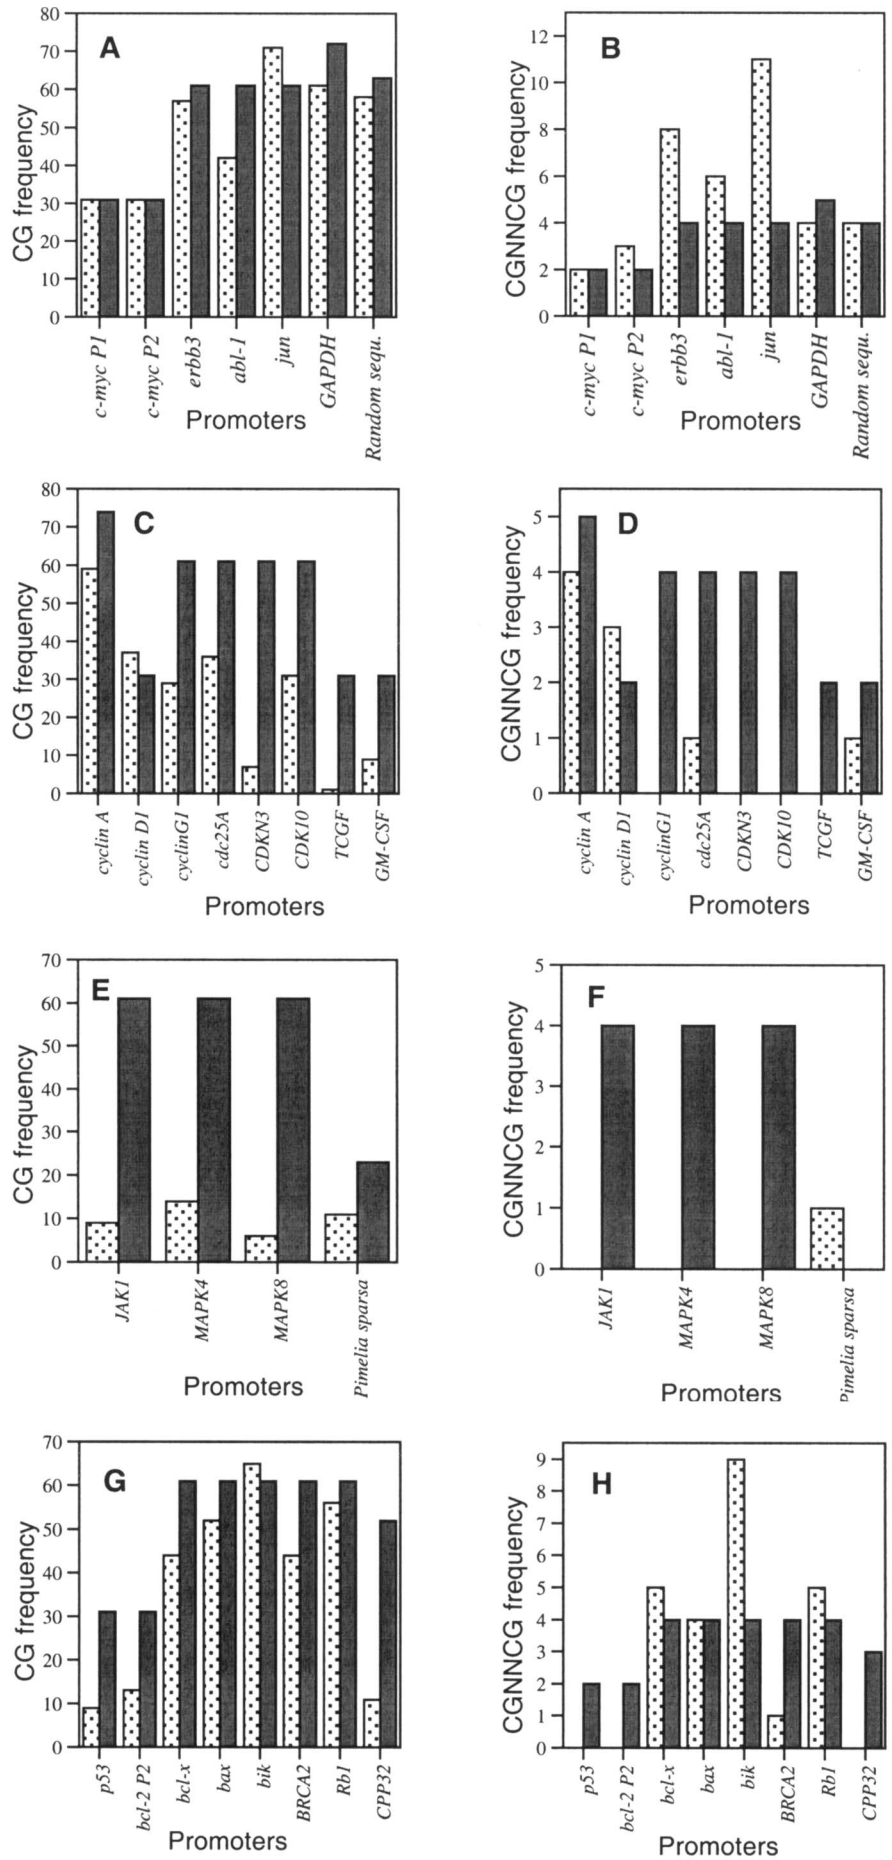 A
CG frequency
80
70
60
50
40
30
20
10
0
c-myc P1
c-myc P2
erbb3
abl-1
jun
GAPDH
Random sequ.
Promoters
B
CGNNCG frequency
12
10
8
6
4
2
0
c-myc P1
c-myc P2
erbb3
abl-1
jun
GAPDH
Random sequ.
Promoters
C
CG frequency
80
70
60
50
40
30
20
10
0
cyclin A
cyclin D1
cyclinG1
cdc25A
CDKN3
CDK10
TCGF
GM-CSF
Promoters
D
CGNNCG frequency
5
4
3
2
1
0
cyclin A
cyclin D1
cyclinG1
cdc25A
CDKN3
CDK10
TCGF
GM-CSF
Promoters
E
CG frequency
70
60
50
40
30
20
10
0
JAK1
MAPK4
MAPK8
Pimelia sparsa
Promoters
F
CGNNCG frequency
5
4
3
2
1
0
JAK1
MAPK4
MAPK8
Pimelia sparsa
Promoters
G
CG frequency
70
60
50
40
30
20
10
0
p53
bcl-2 P2
bcl-x
bax
bik
BRCA2
Rb1
CPP32
Promoters
H
CGNNCG frequency
9
8
7
6
5
4
3
2
1
0
p53
bcl-2 P2
bcl-x
bax
bik
BRCA2
Rb1
CPP32
Promoters